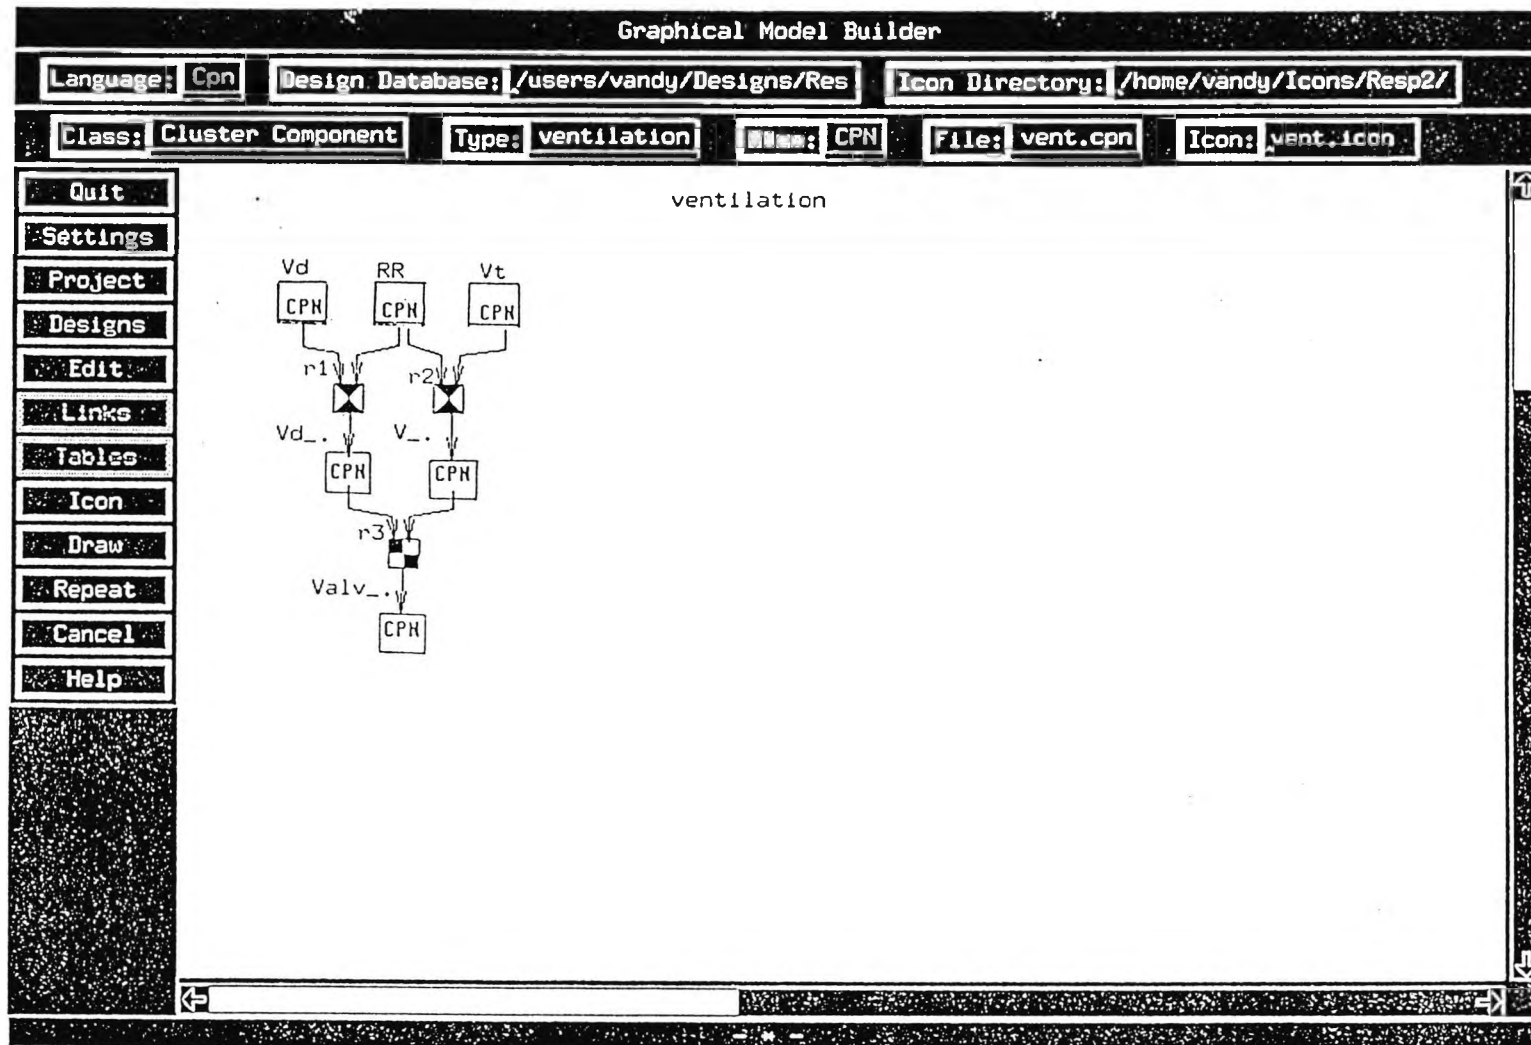 Graphical Model Builder
Language: Cpn Design Database: /users/vandy/Designs/Res Icon Directory: /home/vandy/Icons/Resp2/
Class: Cluster Component Type: ventilation : CPN File: vent.cpn Icon: vent.icon
Quit
Settings
Project
Designs
Edit
Links
Tables
Icon
Draw
Repeat
Cancel
Help
ventilation
Vd RR Vt
CPN CPN CPN
r1 r2
Vd_. V_.
CPN CPN
r3
Valv_.
CPN